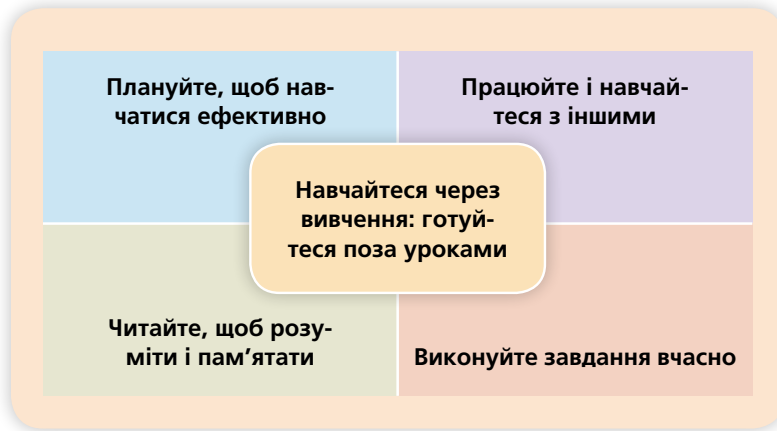 Плануйте, щоб нав-
чатися ефективно
Працюйте і навчай-
теся з іншими
Навчайтеся через
вивчення: готуй-
теся поза уроками
Читайте, щоб розу-
міти і пам’ятати
Виконуйте завдання вчасно